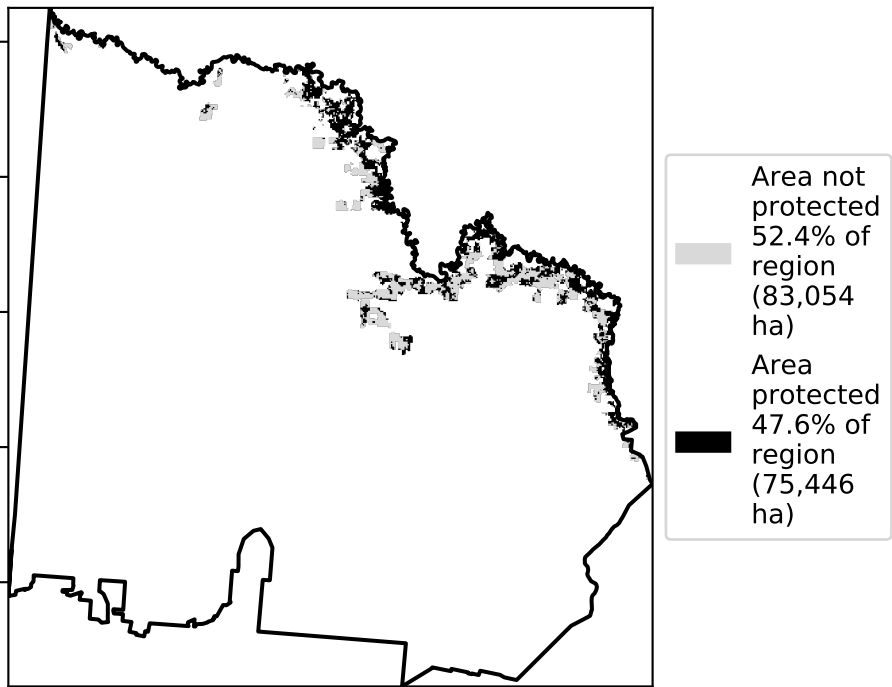 Area not
protected
52.4% of
region
(83,054
ha)
Area
protected
47.6% of
region
(75,446
ha)